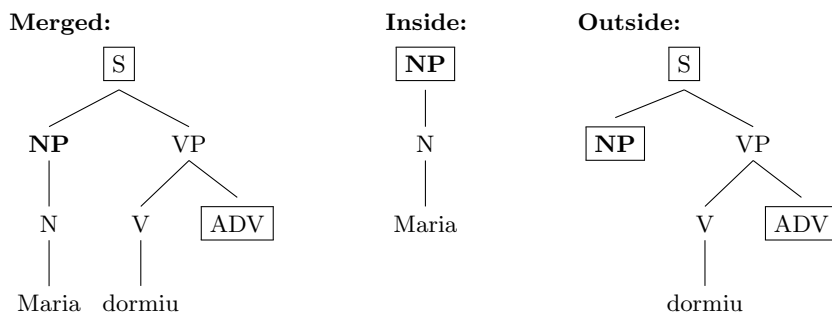 Merged: Inside: Outside:
S NP S
NP VP N NP VP
N V ADV Maria V ADV
Maria dormiu dormiu